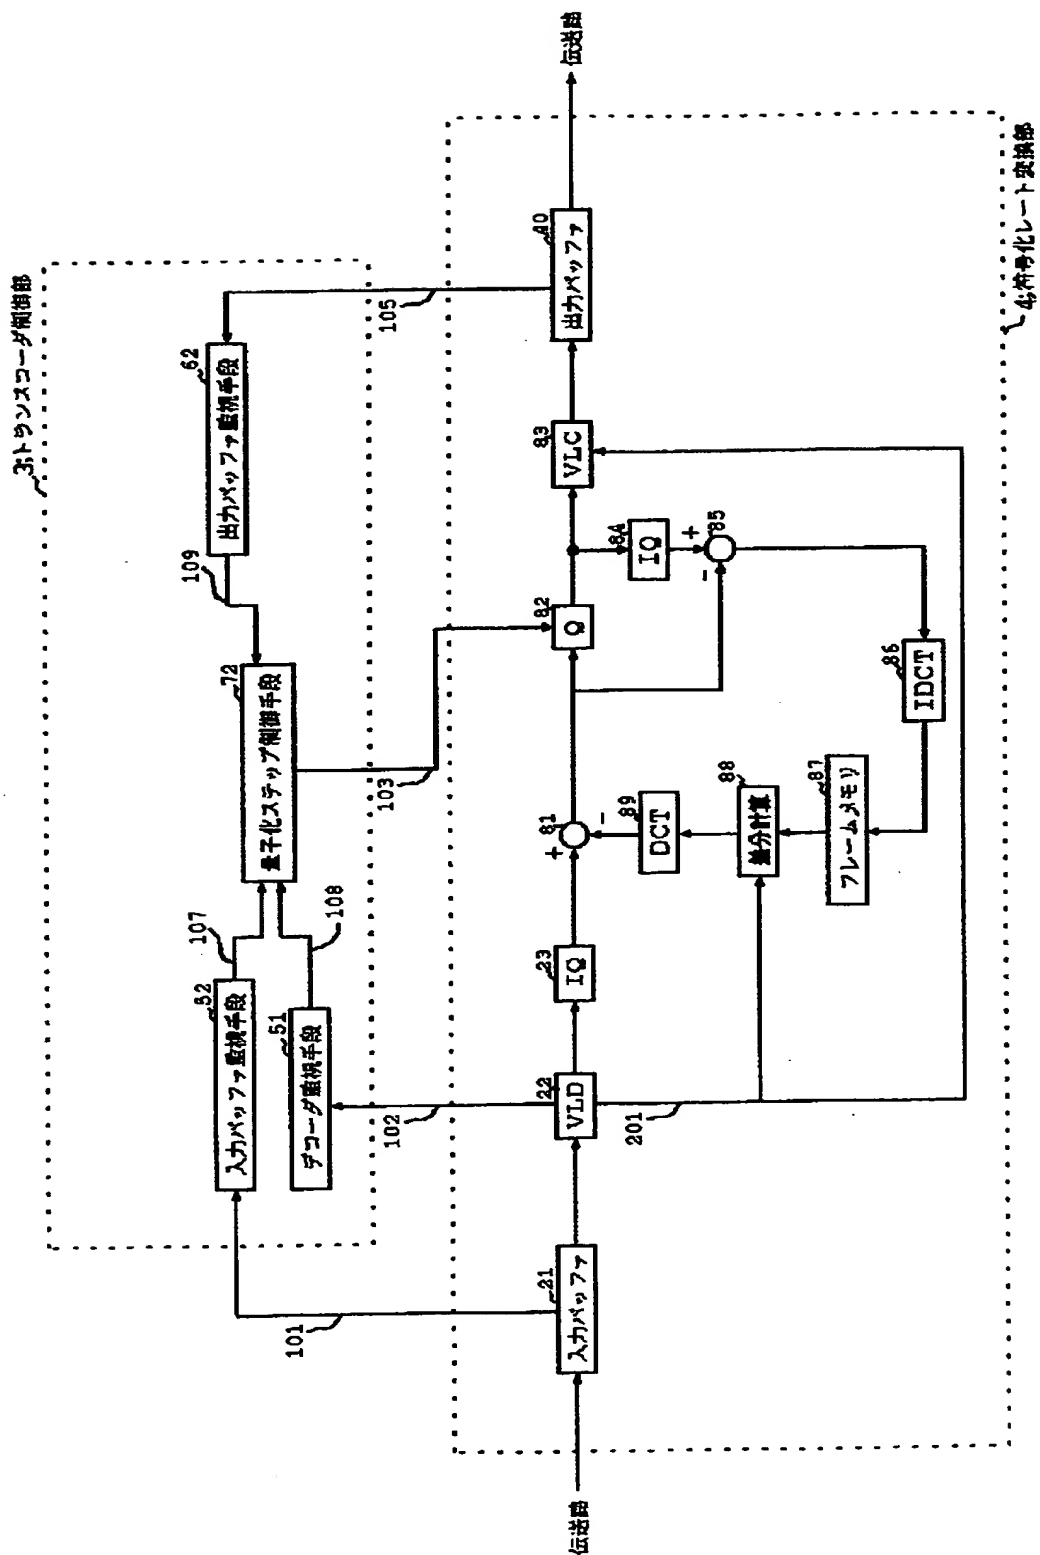 3;トランスコーダ制御部
入力バッファ監視手段
52
107
デコーダ監視手段
51
108
量子化ステップ制御手段
72
109
出力バッファ監視手段
62
101
102
103
105
伝送路
入力バッファ
21
VLD
22
201
IQ
23
+
81
-
DCT
89
差分計算
88
フレームメモリ
87
IDCT
86
Q
82
IQ
8A
+
-
85
VLC
83
出力バッファ
40
伝送路
4;符号化レート変換部